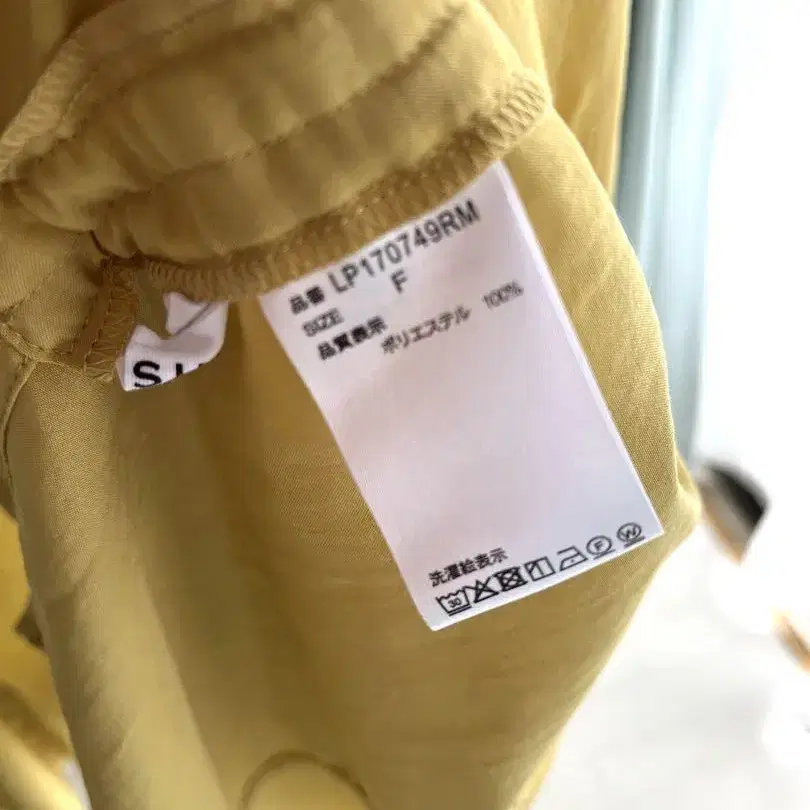 品番 LP170749RM
SIZE F
品質表示
ポリエステル 100%
洗濯絵表示
30 F W